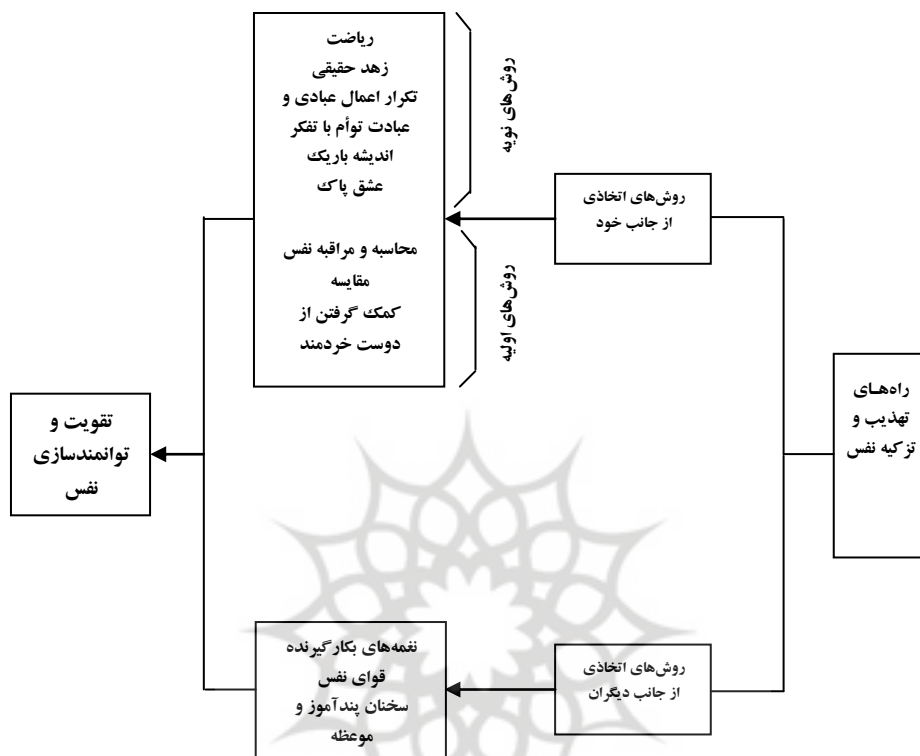 راه‌های
تهذیب و
تزکیه نفس
روش‌های اتخاذی
از جانب خود
روش‌های نویه
ریاضت
زهد حقیقی
تکرار اعمال عبادی و
عبادت توأم با تفکر
اندیشه باریک
عشق پاک
روش‌های اولیه
محاسبه و مراقبه نفس
مقایسه
کمک گرفتن از
دوست خردمند
روش‌های اتخاذی
از جانب دیگران
نغمه‌های بکارگیرنده
قوای نفس
سخنان پندآموز و
موعظه
تقویت و
توانمندسازی
نفس